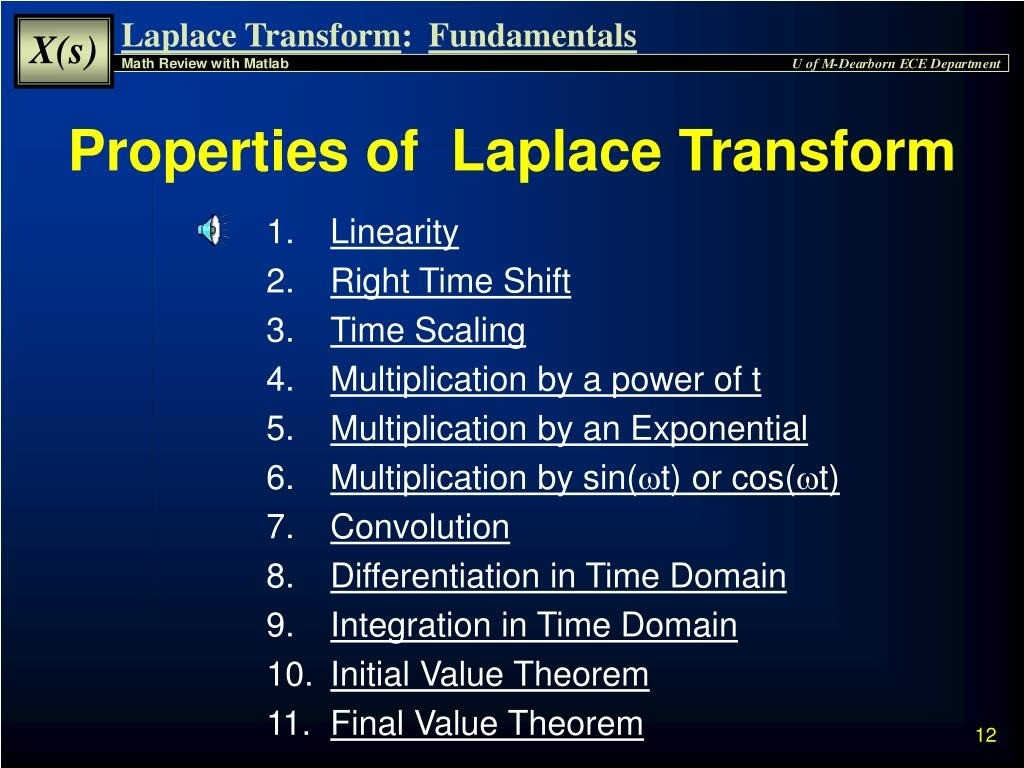 X(s)
Laplace Transform: Fundamentals
Math Review with Matlab
U of M-Dearborn ECE Department
Properties of Laplace Transform
1. Linearity
2. Right Time Shift
3. Time Scaling
4. Multiplication by a power of t
5. Multiplication by an Exponential
6. Multiplication by sin(ωt) or cos(ωt)
7. Convolution
8. Differentiation in Time Domain
9. Integration in Time Domain
10. Initial Value Theorem
11. Final Value Theorem
12